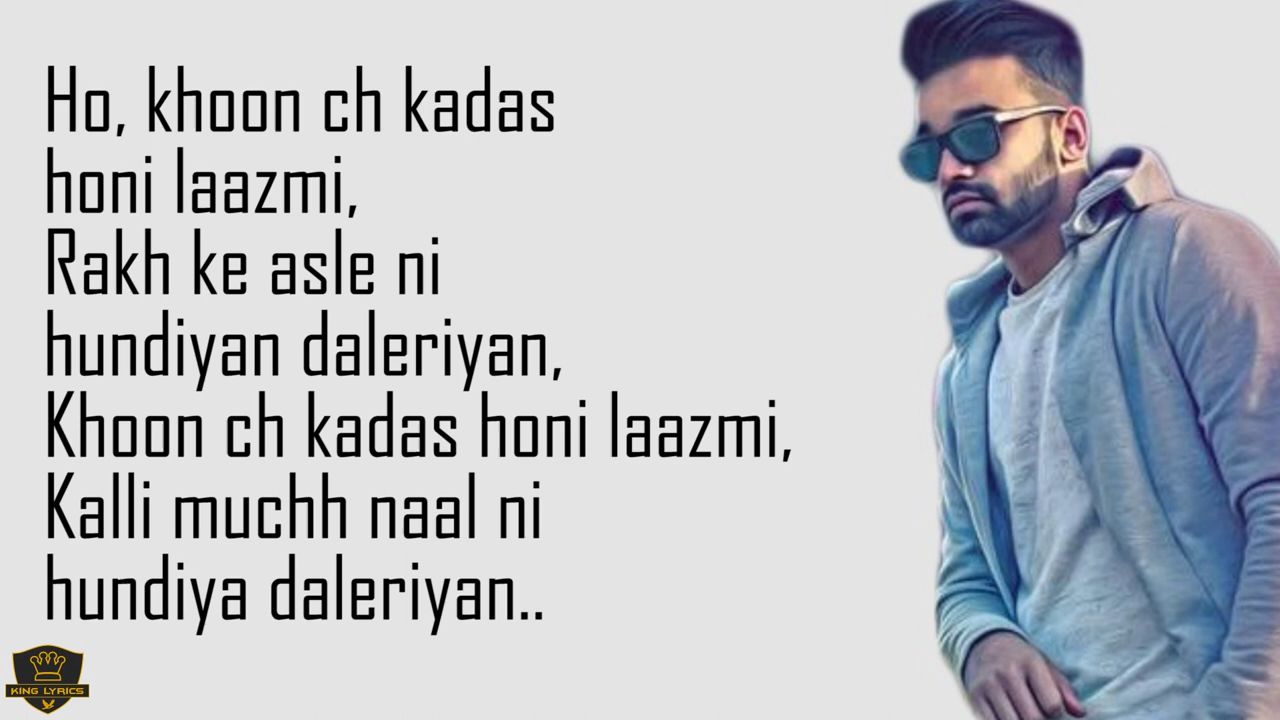 Ho, khoon ch kadas
honi laazmi,
Rakh ke asle ni
hundiyan daleriyan,
Khoon ch kadas honi laazmi,
Kalli muchh naal ni
hundiya daleriyan..
KING LYRICS